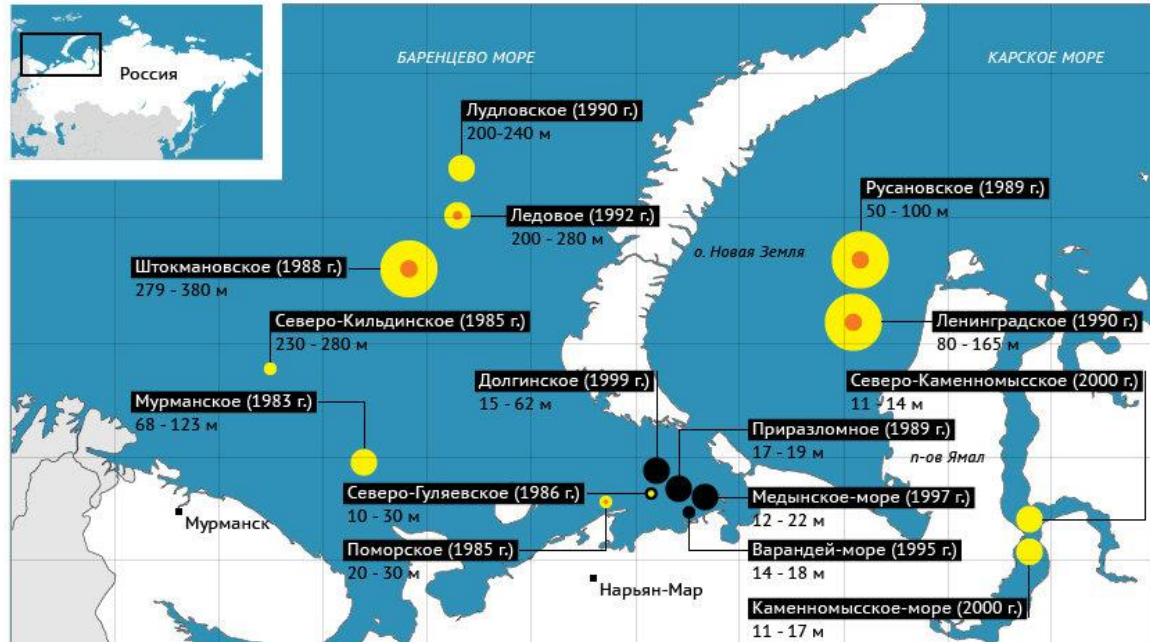 Россия
БАРЕНЦЕВО МОРЕ
КАРСКОЕ МОРЕ
Лудловское (1990 г.)
200-240 м
Русановское (1989 г.)
50 - 100 м
Ледовое (1992 г.)
200 - 280 м
о. Новая Земля
Штокмановское (1988 г.)
279 - 380 м
Северо-Кильдинское (1985 г.)
230 - 280 м
Ленинградское (1990 г.)
80 - 165 м
Долгинское (1999 г.)
15 - 62 м
Северо-Каменномысское (2000 г.)
11 - 14 м
Мурманское (1983 г.)
68 - 123 м
Приразломное (1989 г.)
17 - 19 м
п-ов Ямал
Северо-Гуляевское (1986 г.)
10 - 30 м
Медынское-море (1997 г.)
12 - 22 м
Мурманск
Поморское (1985 г.)
20 - 30 м
Варандей-море (1995 г.)
14 - 18 м
Нарьян-Мар
Каменномысское-море (2000 г.)
11 - 17 м